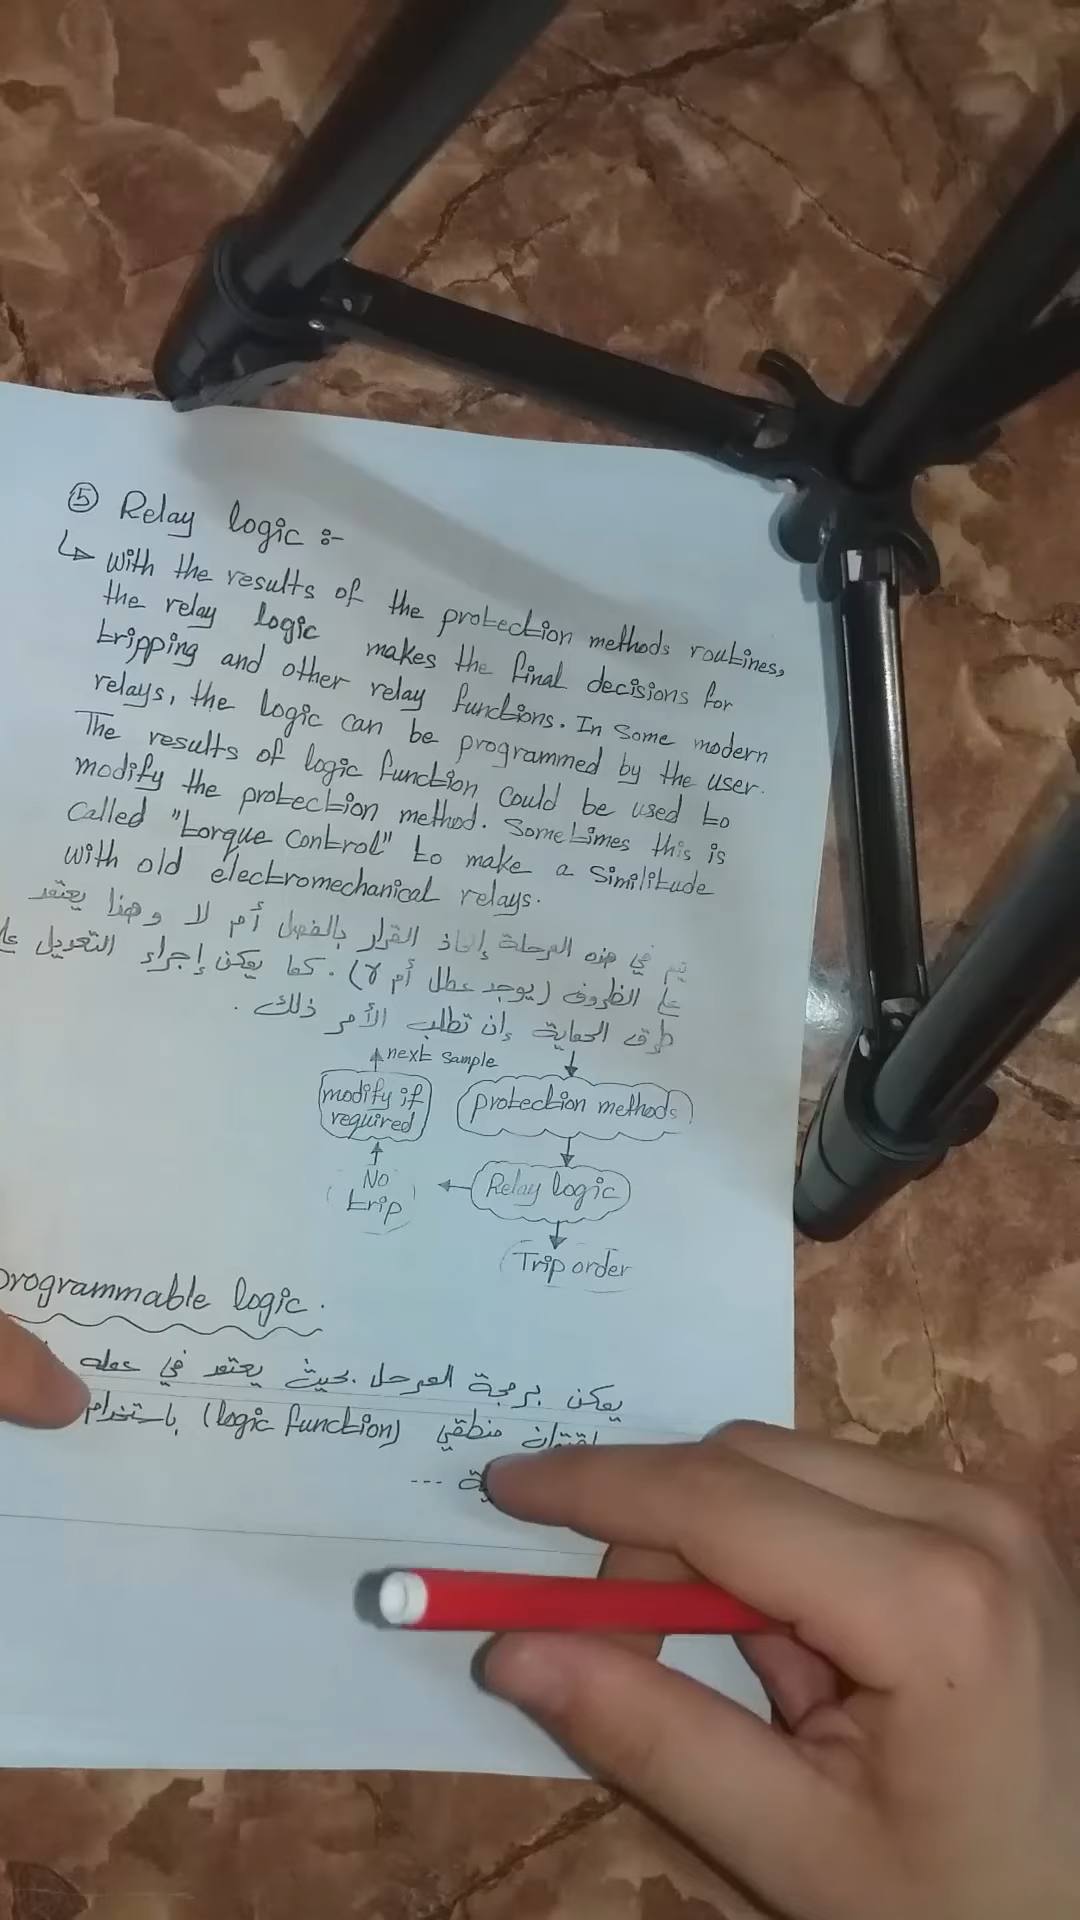 ⑤ Relay logic :-
↳ With the results of the protection methods routines,
the relay logic makes the final decisions for
tripping and other relay functions. In some modern
relays, the logic can be programmed by the user.
The results of logic function could be used to
modify the protection method. Sometimes this is
called "torque control" to make a similitude
with old electromechanical relays.
يتم في هذه المرحلة إتخاذ القرار بالفصل أم لا وهذا يعتمد
على الظروف (يوجد عطل أم لا). كما يمكن إجراء التعديل على
طرق الحماية إن تطلب الأمر ذلك.
next sample
modify if
required
protection methods
No
trip
Relay logic
Trip order
programmable logic.
يمكن برمجة المرحل بحيث يعتمد في عمله
اقتران منطقي (logic function) باستخدام
---